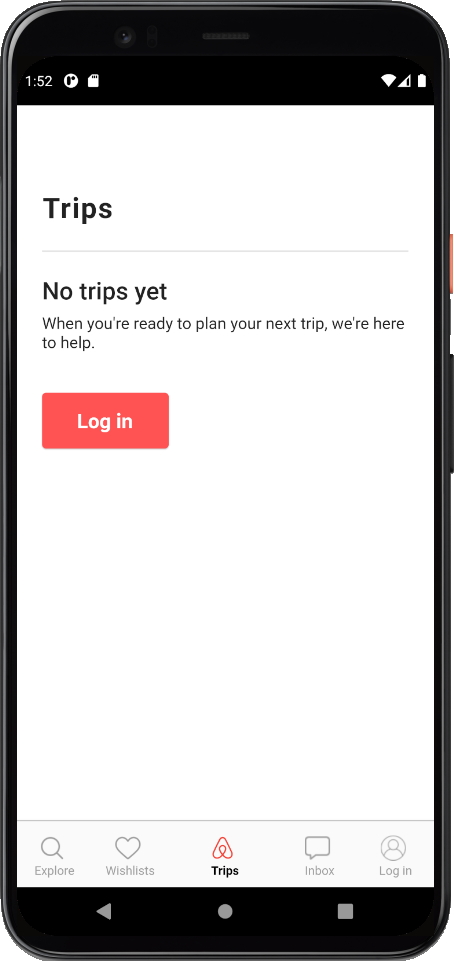 1:52
Trips
No trips yet
When you're ready to plan your next trip, we're here
to help.
Log in
Explore
Wishlists
Trips
Inbox
Log in